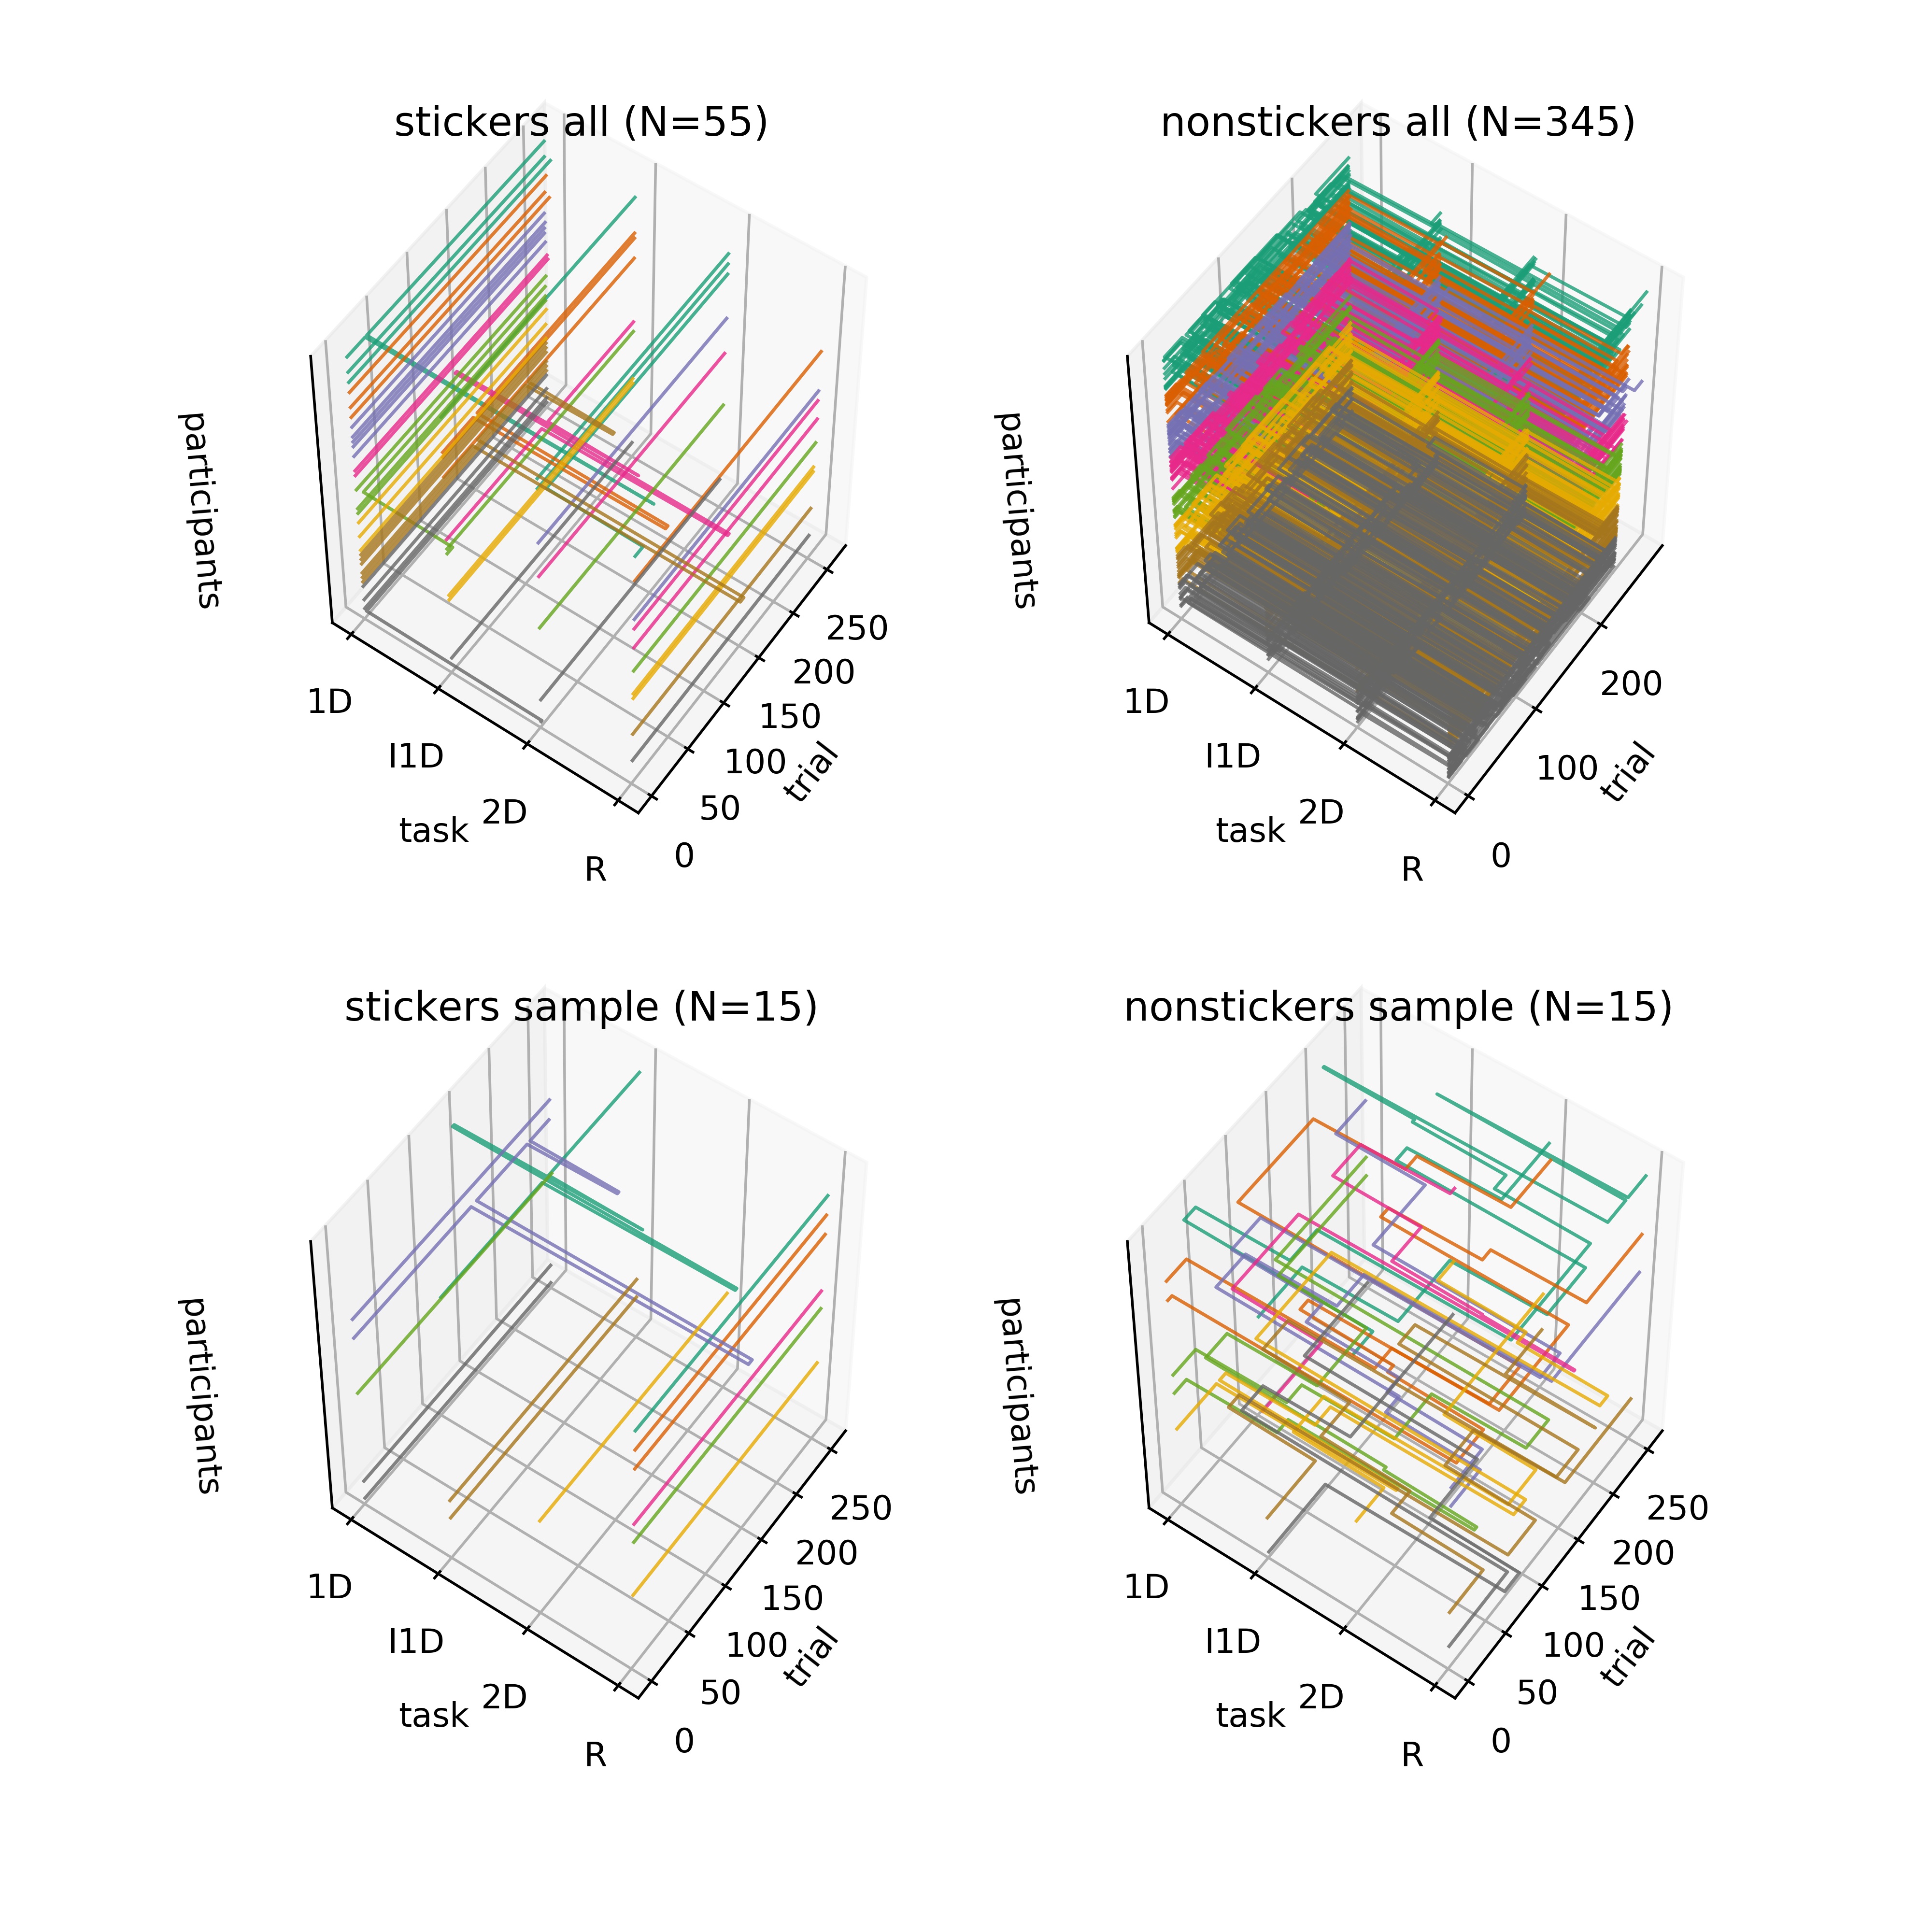 stickers all (N=55)
participants
1D
I1D
2D
R
task
0
50
100
150
200
250
trial
nonstickers all (N=345)
participants
1D
I1D
2D
R
task
0
100
200
trial
stickers sample (N=15)
participants
1D
I1D
2D
R
task
0
50
100
150
200
250
trial
nonstickers sample (N=15)
participants
1D
I1D
2D
R
task
0
50
100
150
200
250
trial